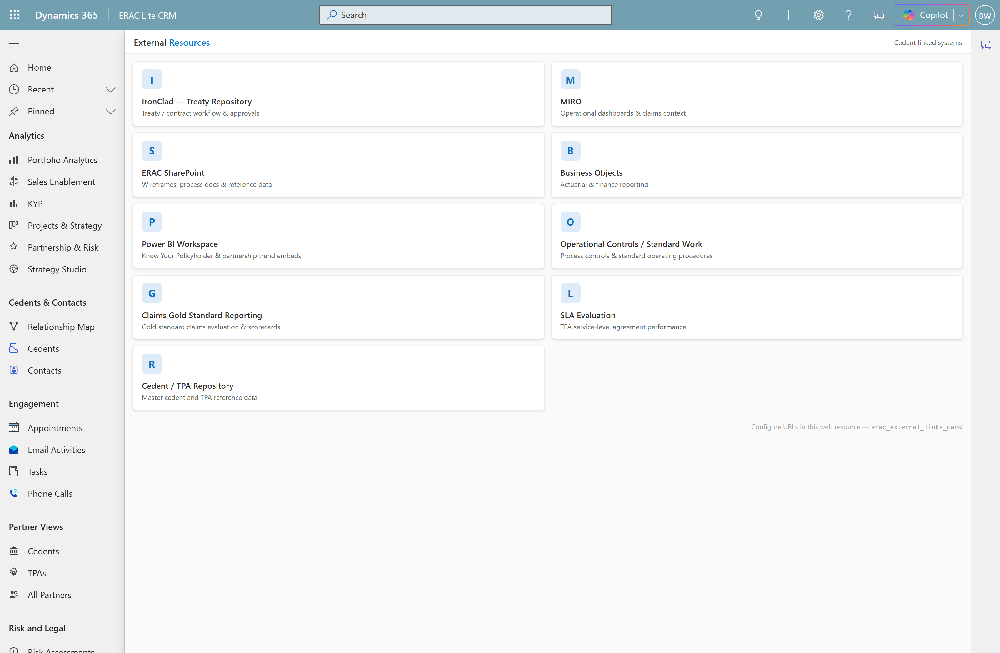 Dynamics 365
ERAC Lite CRM
Search
Copilot
BW
Home
Recent
Pinned
Analytics
Portfolio Analytics
Sales Enablement
KYP
Projects & Strategy
Partnership & Risk
Strategy Studio
Cedents & Contacts
Relationship Map
Cedents
Contacts
Engagement
Appointments
Email Activities
Tasks
Phone Calls
Partner Views
Cedents
TPAs
All Partners
Risk and Legal
Risk Assessments
External Resources
Cedent linked systems
I
IronClad — Treaty Repository
Treaty / contract workflow & approvals
M
MIRO
Operational dashboards & claims context
S
ERAC SharePoint
Wireframes, process docs & reference data
B
Business Objects
Actuarial & finance reporting
P
Power BI Workspace
Know Your Policyholder & partnership trend embeds
O
Operational Controls / Standard Work
Process controls & standard operating procedures
G
Claims Gold Standard Reporting
Gold standard claims evaluation & scorecards
L
SLA Evaluation
TPA service-level agreement performance
R
Cedent / TPA Repository
Master cedent and TPA reference data
Configure URLs in this web resource — erac_external_links_card